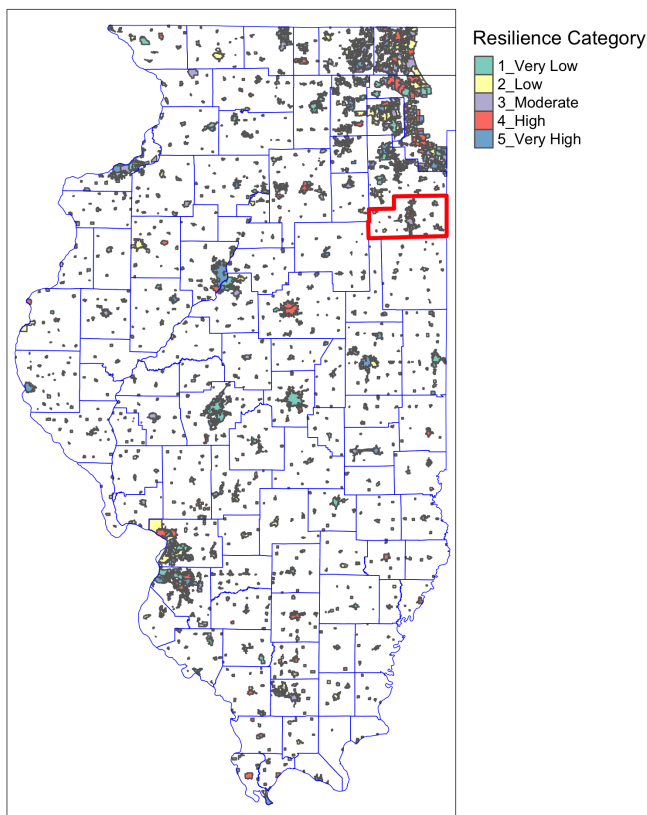 Resilience Category
1_Very Low
2_Low
3_Moderate
4_High
5_Very High